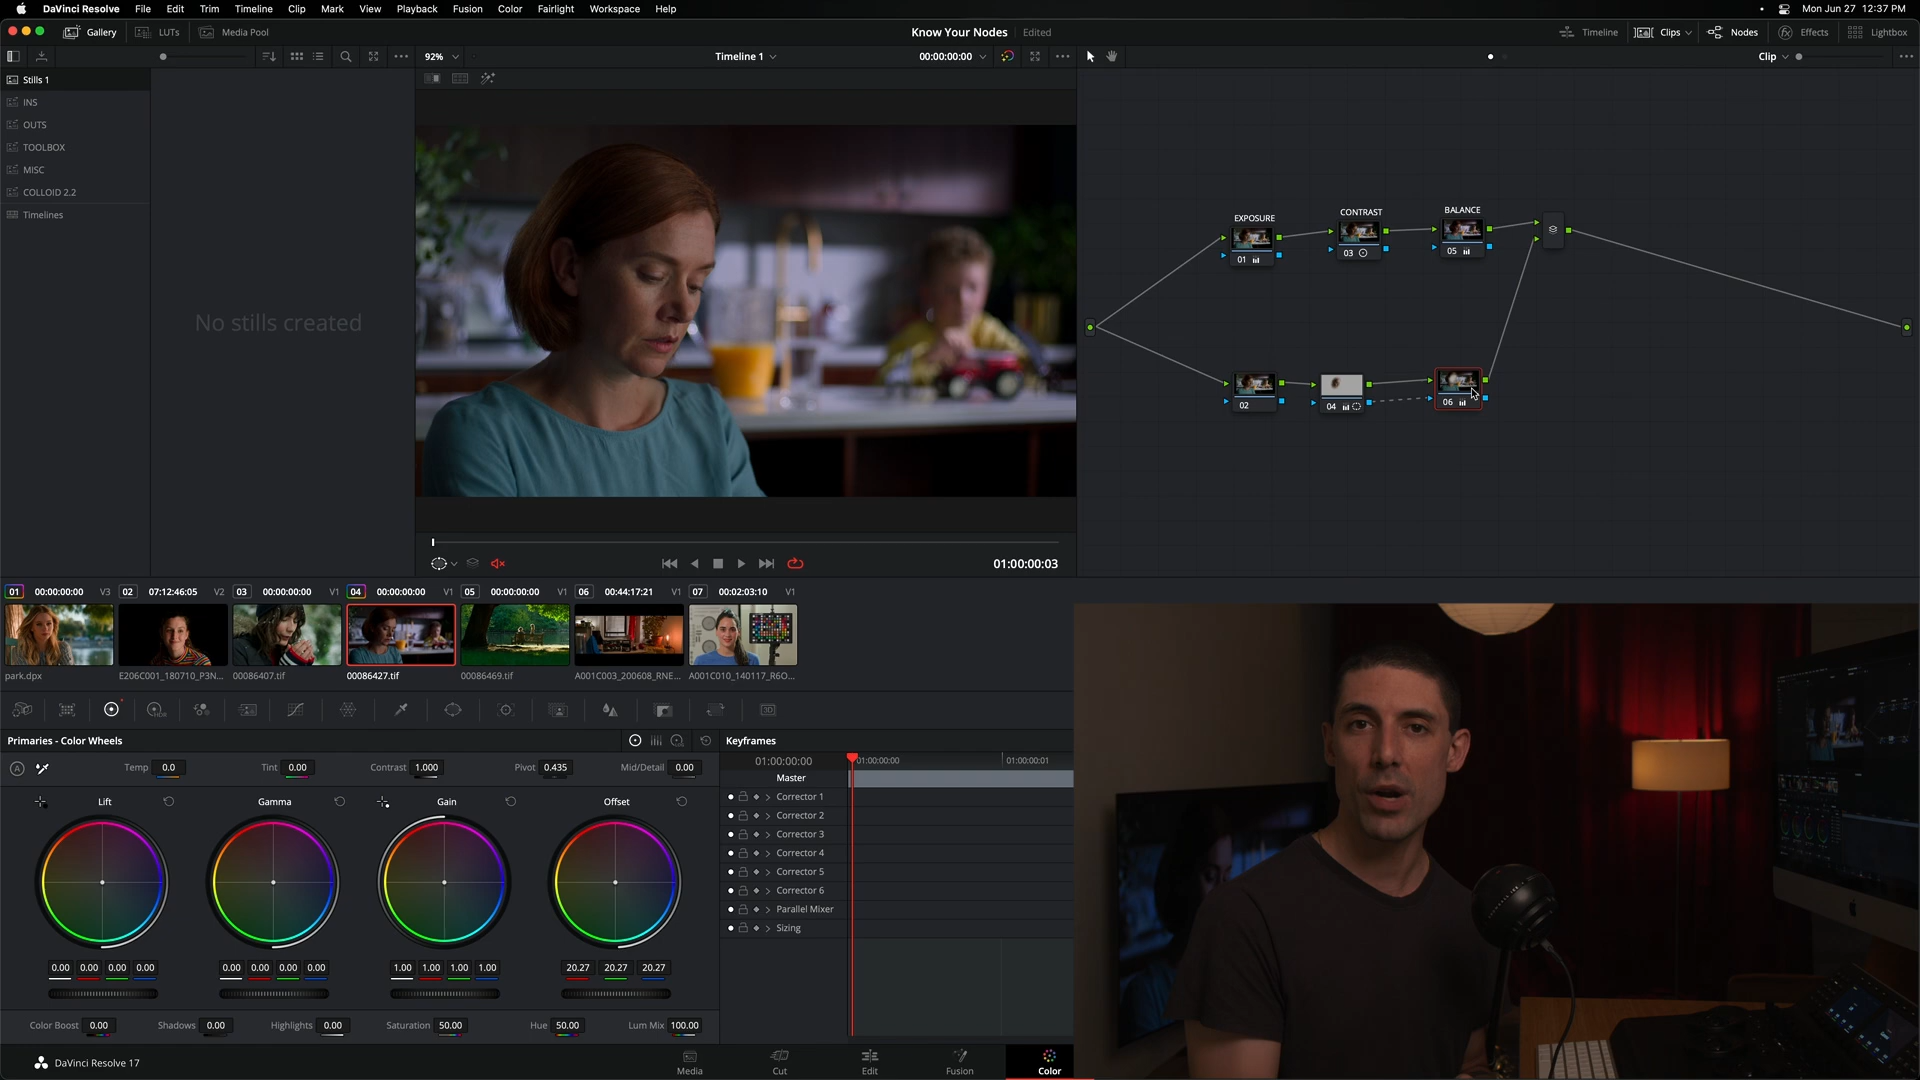 DaVinci Resolve File Edit Trim Timeline Clip Mark View Playback Fusion Color Fairlight Workspace Help Mon Jun 27 12:37 PM
Gallery LUTs Media Pool Know Your Nodes Edited Timeline Clips Nodes Effects Lightbox
92% Timeline 1 00:00:00:00 Clip
Stills 1
INS
OUTS
TOOLBOX
MISC
COLLOID 2.2
Timelines
No stills created
EXPOSURE CONTRAST BALANCE
01 03 05
02 04 06
01:00:00:03
01 00:00:00:00 V3 02 07:12:46:05 V2 03 00:00:00:00 V1 04 00:00:00:00 V1 05 00:00:00:00 V1 06 00:44:17:21 V1 07 00:02:03:10 V1
park.dpx E206C001_180710_P3N... 00086407.tif 00086427.tif 00086469.tif A001C003_200608_RNE... A001C010_140117_R6O...
HDR 3D
Primaries - Color Wheels Keyframes
A Temp 0.0 Tint 0.00 Contrast 1.000 Pivot 0.435 Mid/Detail 0.00
01:00:00:00 01:00:00:00 01:00:00:01
Master
Lift Gamma Gain Offset
Corrector 1
Corrector 2
Corrector 3
Corrector 4
Corrector 5
Corrector 6
Parallel Mixer
Sizing
0.00 0.00 0.00 0.00 0.00 0.00 0.00 0.00 1.00 1.00 1.00 1.00 20.27 20.27 20.27
Color Boost 0.00 Shadows 0.00 Highlights 0.00 Saturation 50.00 Hue 50.00 Lum Mix 100.00
DaVinci Resolve 17 Media Cut Edit Fusion Color